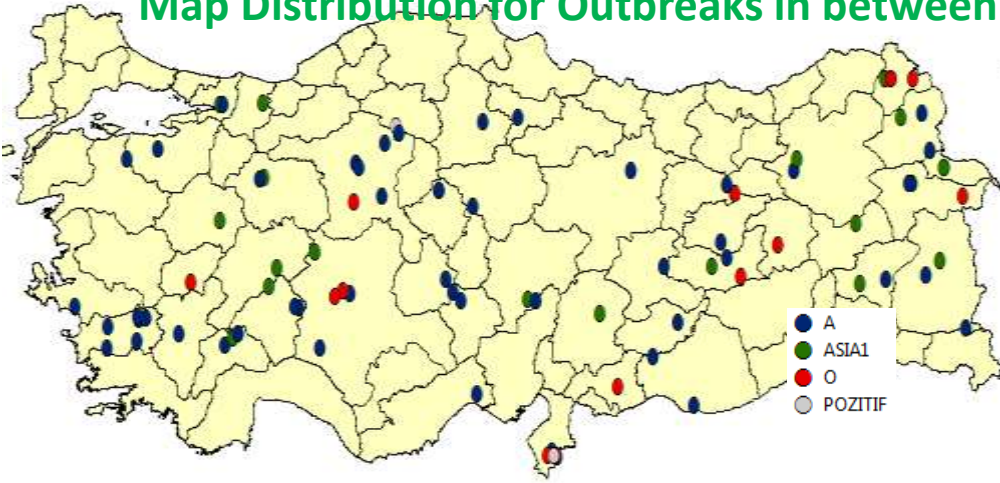 Map Distribution for Outbreaks in between
A
ASIA1
O
POZITIF